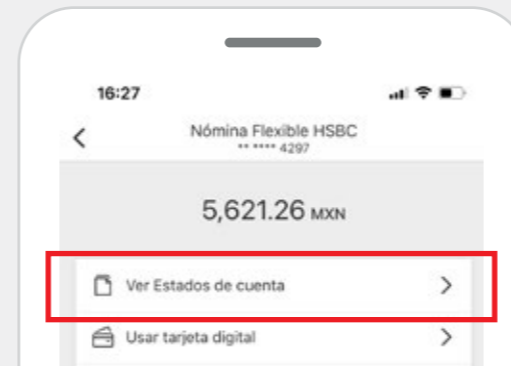 16:27
Nómina Flexible HSBC
** **** 4297
5,621.26 MXN
Ver Estados de cuenta
Usar tarjeta digital